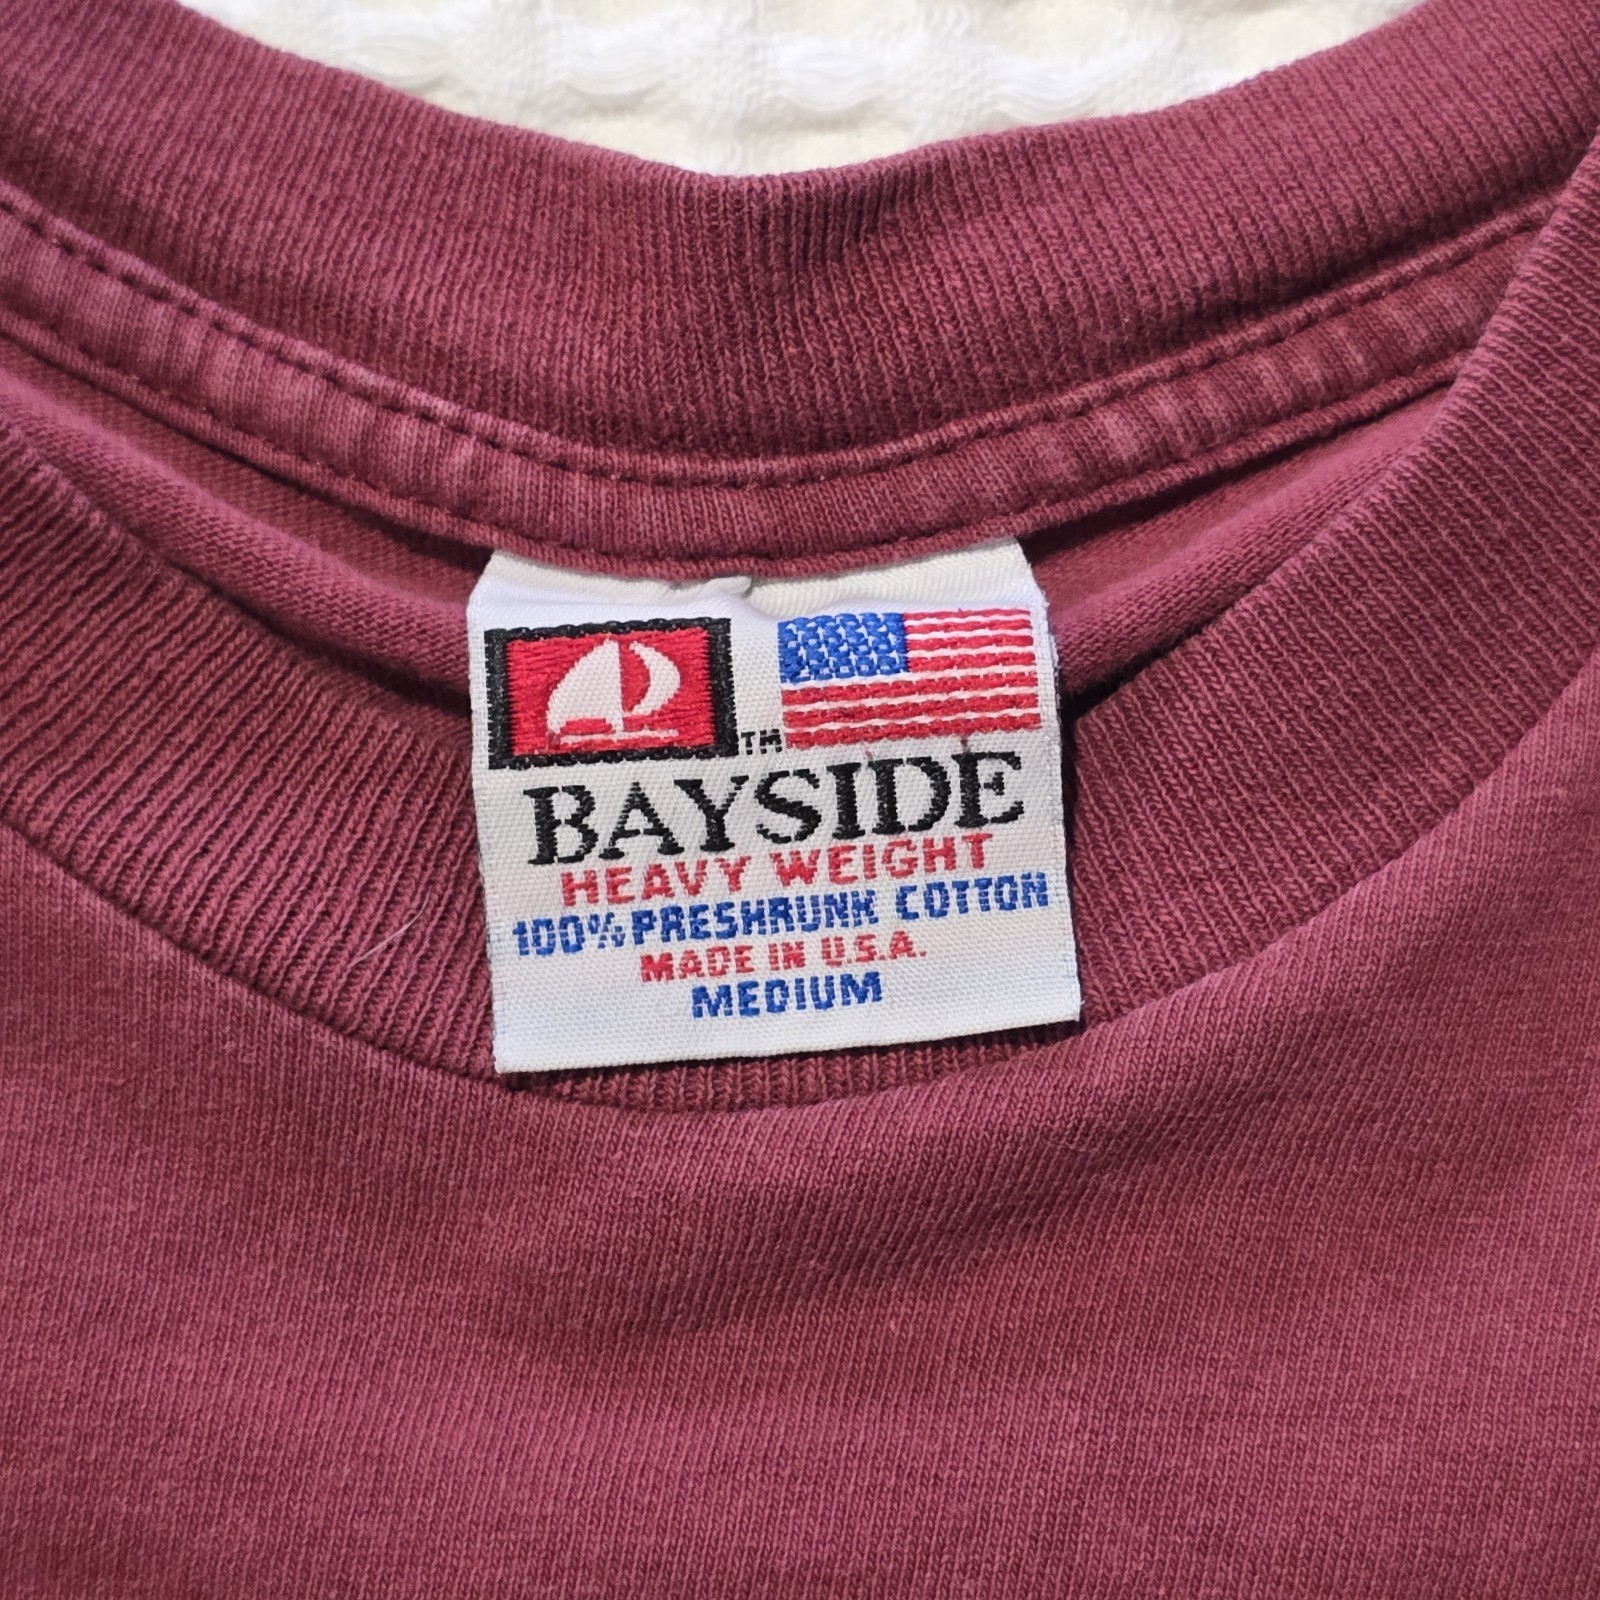 TM
BAYSIDE
HEAVY WEIGHT
100% PRESHRUNK COTTON
MADE IN U.S.A.
MEDIUM